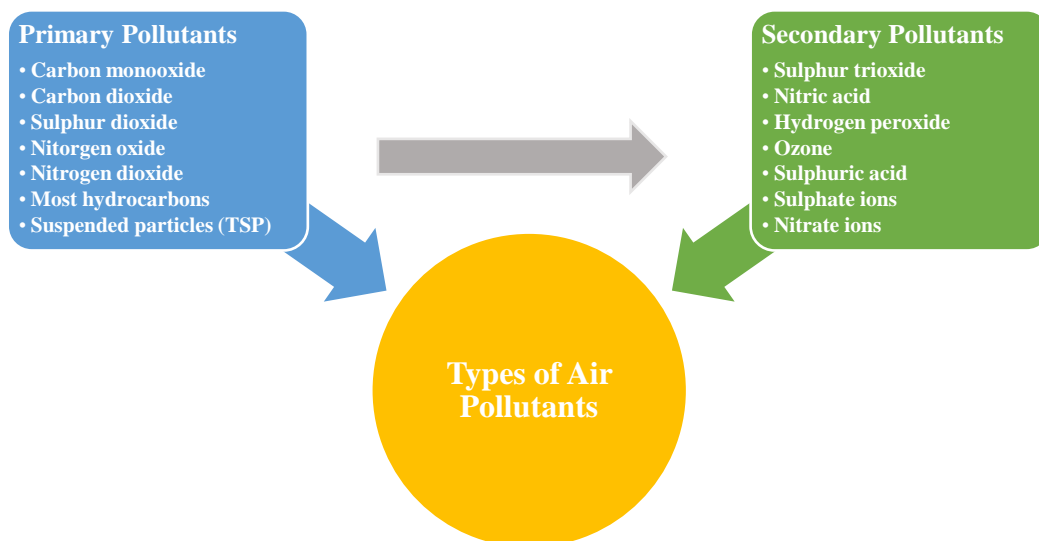 Primary Pollutants
• Carbon monooxide
• Carbon dioxide
• Sulphur dioxide
• Nitorgen oxide
• Nitrogen dioxide
• Most hydrocarbons
• Suspended particles (TSP)
Secondary Pollutants
• Sulphur trioxide
• Nitric acid
• Hydrogen peroxide
• Ozone
• Sulphuric acid
• Sulphate ions
• Nitrate ions
Types of Air
Pollutants